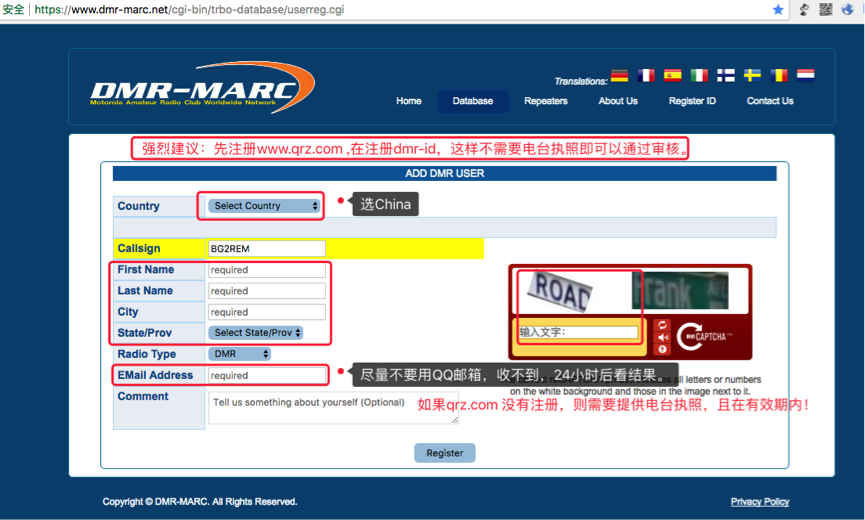 安全 | https://www.dmr-marc.net/cgi-bin/trbo-database/userreg.cgi
DMR-MARC
Motorola Amateur Radio Club Worldwide Network
Translations:
Home Database Repeaters About Us Register ID Contact Us
强烈建议：先注册www.qrz.com ,在注册dmr-id，这样不需要电台执照即可以通过审核。
ADD DMR USER
Country Select Country
选China
Callsign BG2REM
First Name required
Last Name required
City required
State/Prov Select State/Prov
Radio Type DMR
EMail Address required
ROAD Frank AVE
输入文字：
reCAPTCHA™
尽量不要用QQ邮箱，收不到。24小时后看结果
all letters or numbers
on the white background and those in the image next to it.
Comment Tell us something about yourself (Optional)
如果qrz.com 没有注册，则需要提供电台执照，且在有效期内！
Register
Copyright © DMR-MARC. All Rights Reserved.
Privacy Policy